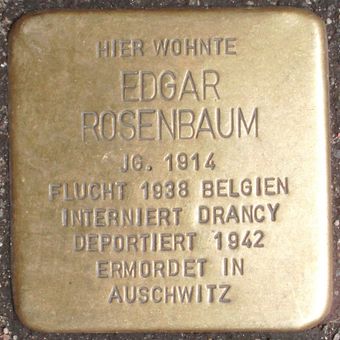 HIER WOHNTE
EDGAR
ROSENBAUM
JG. 1914
FLUCHT 1938 BELGIEN
INTERNIERT DRANCY
DEPORTIERT 1942
ERMORDET IN
AUSCHWITZ